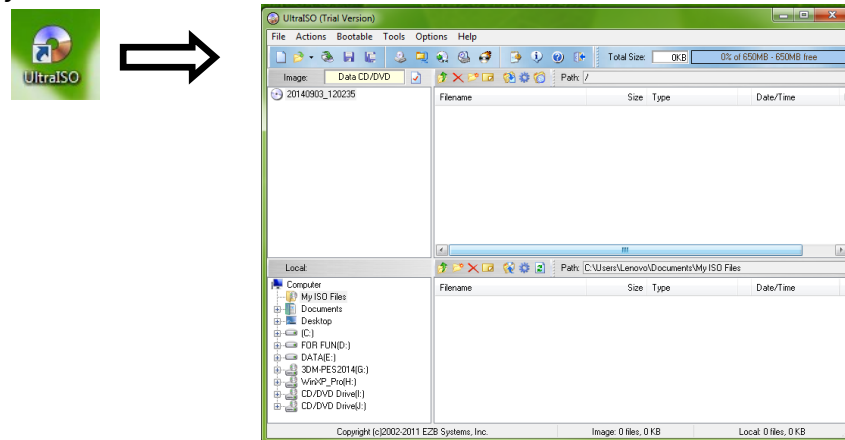 UltraISO
UltraISO (Trial Version)
File Actions Bootable Tools Options Help
Total Size: 0KB 0% of 650MB - 650MB free
Image: Data CD/DVD Path: /
20140903_120235
Filename Size Type Date/Time
Local: Path: C:\Users\Lenovo\Documents\My ISO Files
Computer
My ISO Files
Documents
Desktop
(C:)
FOR FUN(D:)
DATA(E:)
3DM-PES2014(G:)
WinXP_Pro(H:)
CD/DVD Drive(I:)
CD/DVD Drive(J:)
Filename Size Type Date/Time
Copyright (c)2002-2011 EZB Systems, Inc. Image: 0 files, 0 KB Local: 0 files, 0 KB